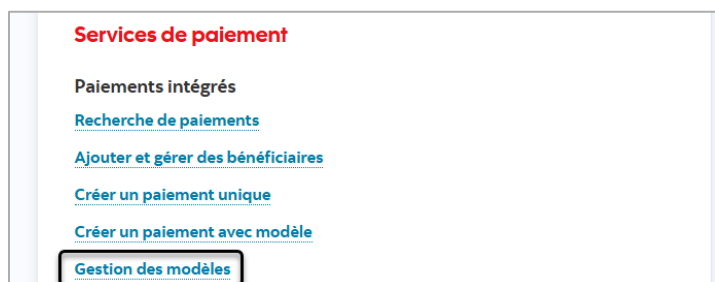 Services de paiement
Paiements intégrés
Recherche de paiements
Ajouter et gérer des bénéficiaires
Créer un paiement unique
Créer un paiement avec modèle
Gestion des modèles